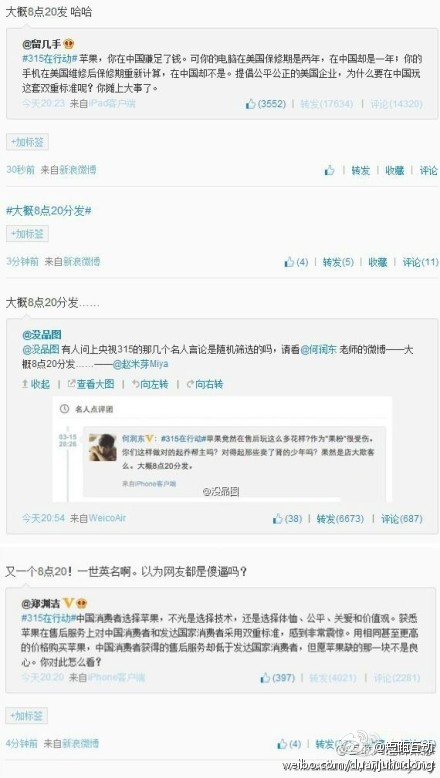 大概8点20发 哈哈
@留几手
#315在行动# 苹果，你在中国赚足了钱。可你的电脑在美国保修期是两年，在中国却是一年！你的
手机在美国维修后保修期重新计算，在中国却不是。提倡公平公正的美国企业，为什么要在中国玩
这套双重标准呢？你摊上大事了。
今天20:23 来自iPad客户端 (3552) | 转发(17634) | 评论(14320)
+加标签
30秒前 来自新浪微博 | 转发 | 收藏 | 评论
#大概8点20分发#
+加标签
3分钟前 来自新浪微博 (4) | 转发(5) | 收藏 | 评论(11)
大概8点20分发……
@没品图
@没品图 有人问上央视315的那几个名人言论是随机筛选的吗，请看@何润东 老师的微博——大
概8点20分发……——@赵米萍Miya
收起 | 查看大图 | 向左转 | 向右转
名人点评团
03-15
20:26
何润东V：#315在行动#苹果竟然在售后玩这么多花样?作为"果粉"很受伤。
你们这样做对的起乔帮主吗？对得起那些卖了肾的少年吗？果然是店大欺客
么。大概8点20分发。
来自iPhone客户端
@没品图
今天20:54 来自WeicoAir (38) | 转发(6673) | 评论(687)
又一个8点20！一世英名啊。以为网友都是傻逼吗？
@郑渊洁V
#315在行动# 中国消费者选择苹果，不光是选择技术，还是选择体恤、公平、关爱和价值观。获悉
苹果在售后服务上对中国消费者和发达国家消费者采用双重标准，感到非常震惊。用相同甚至更高
的价格购买苹果，中国消费者获得的售后服务却低于发达国家消费者，但愿苹果缺的那一块不是良
心。你对此怎么看？
今天20:20 来自iPhone客户端 (397) | 转发(4021) | 评论(2281)
+加标签
4分钟前 来自新浪微博 (4)
weibo.com/duanjuhudong